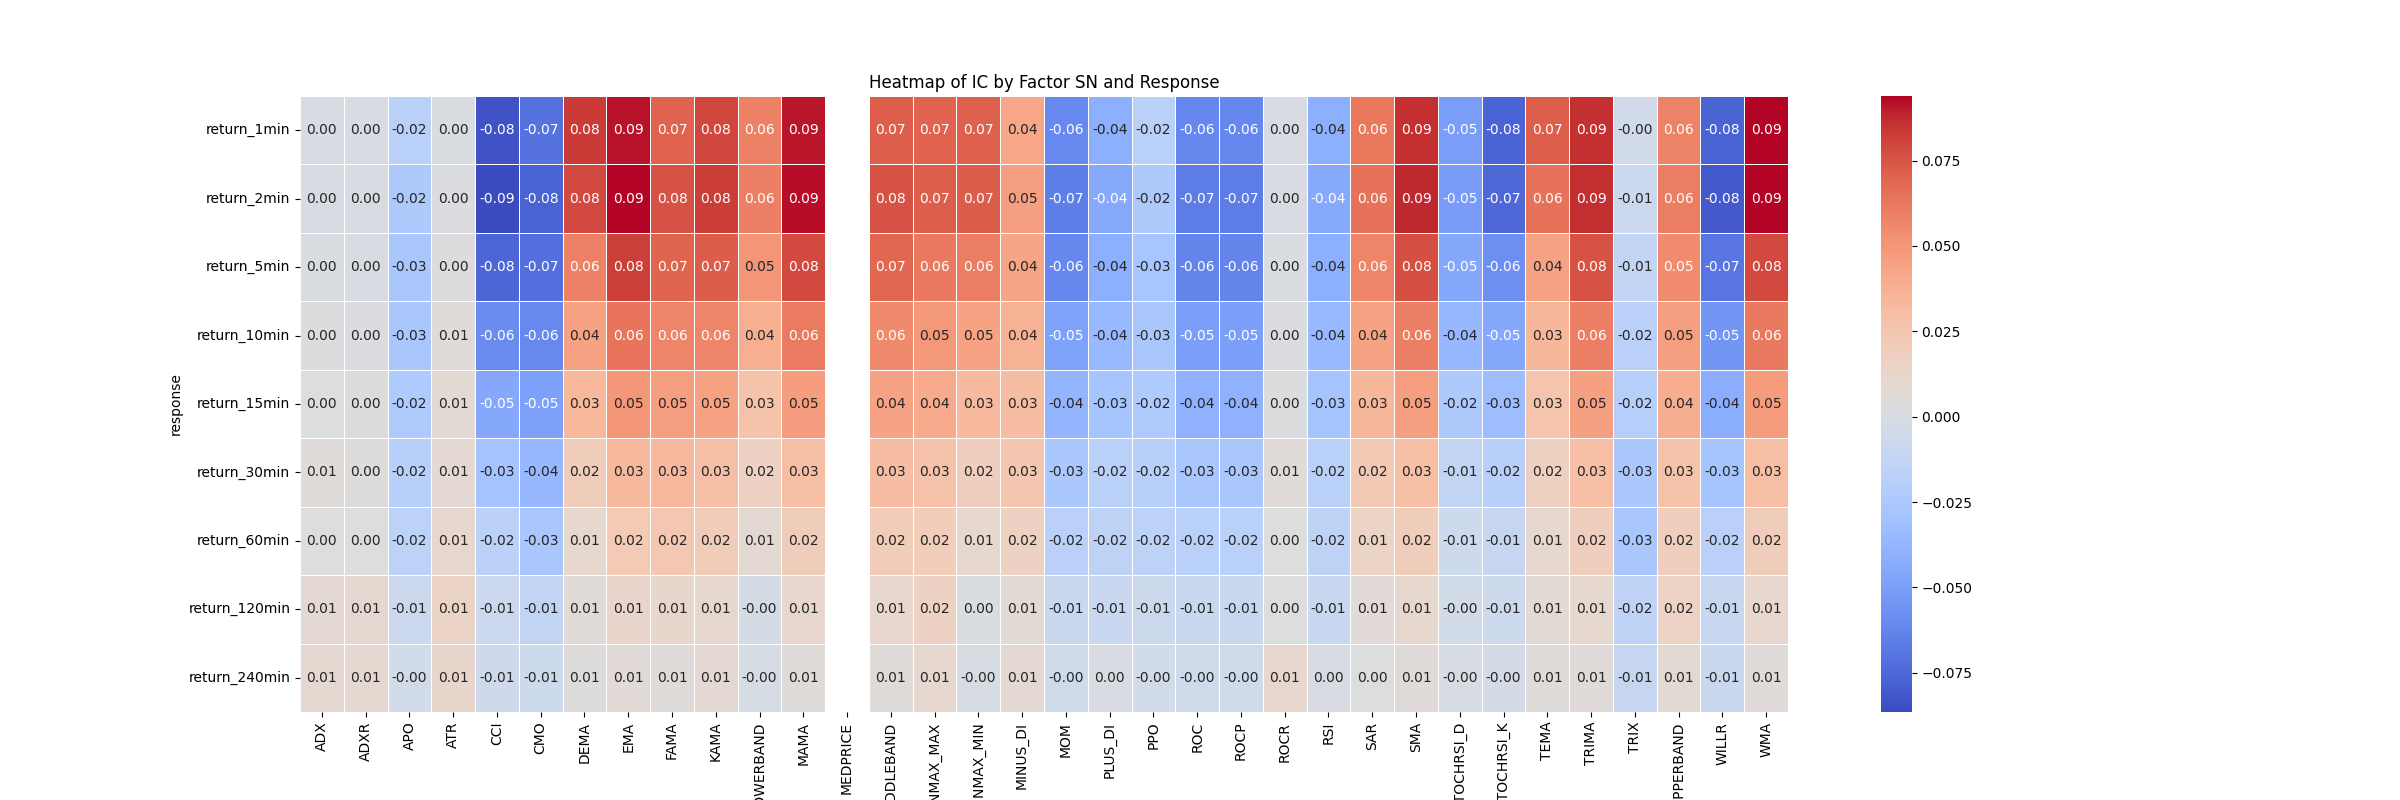 Heatmap of IC by Factor SN and Response
response
return_1min 0.00 0.00 -0.02 0.00 -0.08 -0.07 0.08 0.09 0.07 0.08 0.06 0.09 0.07 0.07 0.07 0.04 -0.06 -0.04 -0.02 -0.06 -0.06 0.00 -0.04 0.06 0.09 -0.05 -0.08 0.07 0.09 -0.00 0.06 -0.08 0.09
return_2min 0.00 0.00 -0.02 0.00 -0.09 -0.08 0.08 0.09 0.08 0.08 0.06 0.09 0.08 0.07 0.07 0.05 -0.07 -0.04 -0.02 -0.07 -0.07 0.00 -0.04 0.06 0.09 -0.05 -0.07 0.06 0.09 -0.01 0.06 -0.08 0.09
return_5min 0.00 0.00 -0.03 0.00 -0.08 -0.07 0.06 0.08 0.07 0.07 0.05 0.08 0.07 0.06 0.06 0.04 -0.06 -0.04 -0.03 -0.06 -0.06 0.00 -0.04 0.06 0.08 -0.05 -0.06 0.04 0.08 -0.01 0.05 -0.07 0.08
return_10min 0.00 0.00 -0.03 0.01 -0.06 -0.06 0.04 0.06 0.06 0.06 0.04 0.06 0.06 0.05 0.05 0.04 -0.05 -0.04 -0.03 -0.05 -0.05 0.00 -0.04 0.04 0.06 -0.04 -0.05 0.03 0.06 -0.02 0.05 -0.05 0.06
return_15min 0.00 0.00 -0.02 0.01 -0.05 -0.05 0.03 0.05 0.05 0.05 0.03 0.05 0.04 0.04 0.03 0.03 -0.04 -0.03 -0.02 -0.04 -0.04 0.00 -0.03 0.03 0.05 -0.02 -0.03 0.03 0.05 -0.02 0.04 -0.04 0.05
return_30min 0.01 0.00 -0.02 0.01 -0.03 -0.04 0.02 0.03 0.03 0.03 0.02 0.03 0.03 0.03 0.02 0.03 -0.03 -0.02 -0.02 -0.03 -0.03 0.01 -0.02 0.02 0.03 -0.01 -0.02 0.02 0.03 -0.03 0.03 -0.03 0.03
return_60min 0.00 0.00 -0.02 0.01 -0.02 -0.03 0.01 0.02 0.02 0.02 0.01 0.02 0.02 0.02 0.01 0.02 -0.02 -0.02 -0.02 -0.02 -0.02 0.00 -0.02 0.01 0.02 -0.01 -0.01 0.01 0.02 -0.03 0.02 -0.02 0.02
return_120min 0.01 0.01 -0.01 0.01 -0.01 -0.01 0.01 0.01 0.01 0.01 -0.00 0.01 0.01 0.02 0.00 0.01 -0.01 -0.01 -0.01 -0.01 -0.01 0.00 -0.01 0.01 0.01 -0.00 -0.01 0.01 0.01 -0.02 0.02 -0.01 0.01
return_240min 0.01 0.01 -0.00 0.01 -0.01 -0.01 0.01 0.01 0.01 0.01 -0.00 0.01 0.01 0.01 -0.00 0.01 -0.00 0.00 -0.00 -0.00 -0.00 0.01 0.00 0.00 0.01 -0.00 -0.00 0.01 0.01 -0.01 0.01 -0.01 0.01
ADX
ADXR
APO
ATR
CCI
CMO
DEMA
EMA
FAMA
KAMA
OWERBAND
MAMA
MEDPRICE
DDLEBAND
NMAX_MAX
NMAX_MIN
MINUS_DI
MOM
PLUS_DI
PPO
ROC
ROCP
ROCR
RSI
SAR
SMA
TOCHRSI_D
TOCHRSI_K
TEMA
TRIMA
TRIX
PPERBAND
WILLR
WMA
0.075
0.050
0.025
0.000
−0.025
−0.050
−0.075